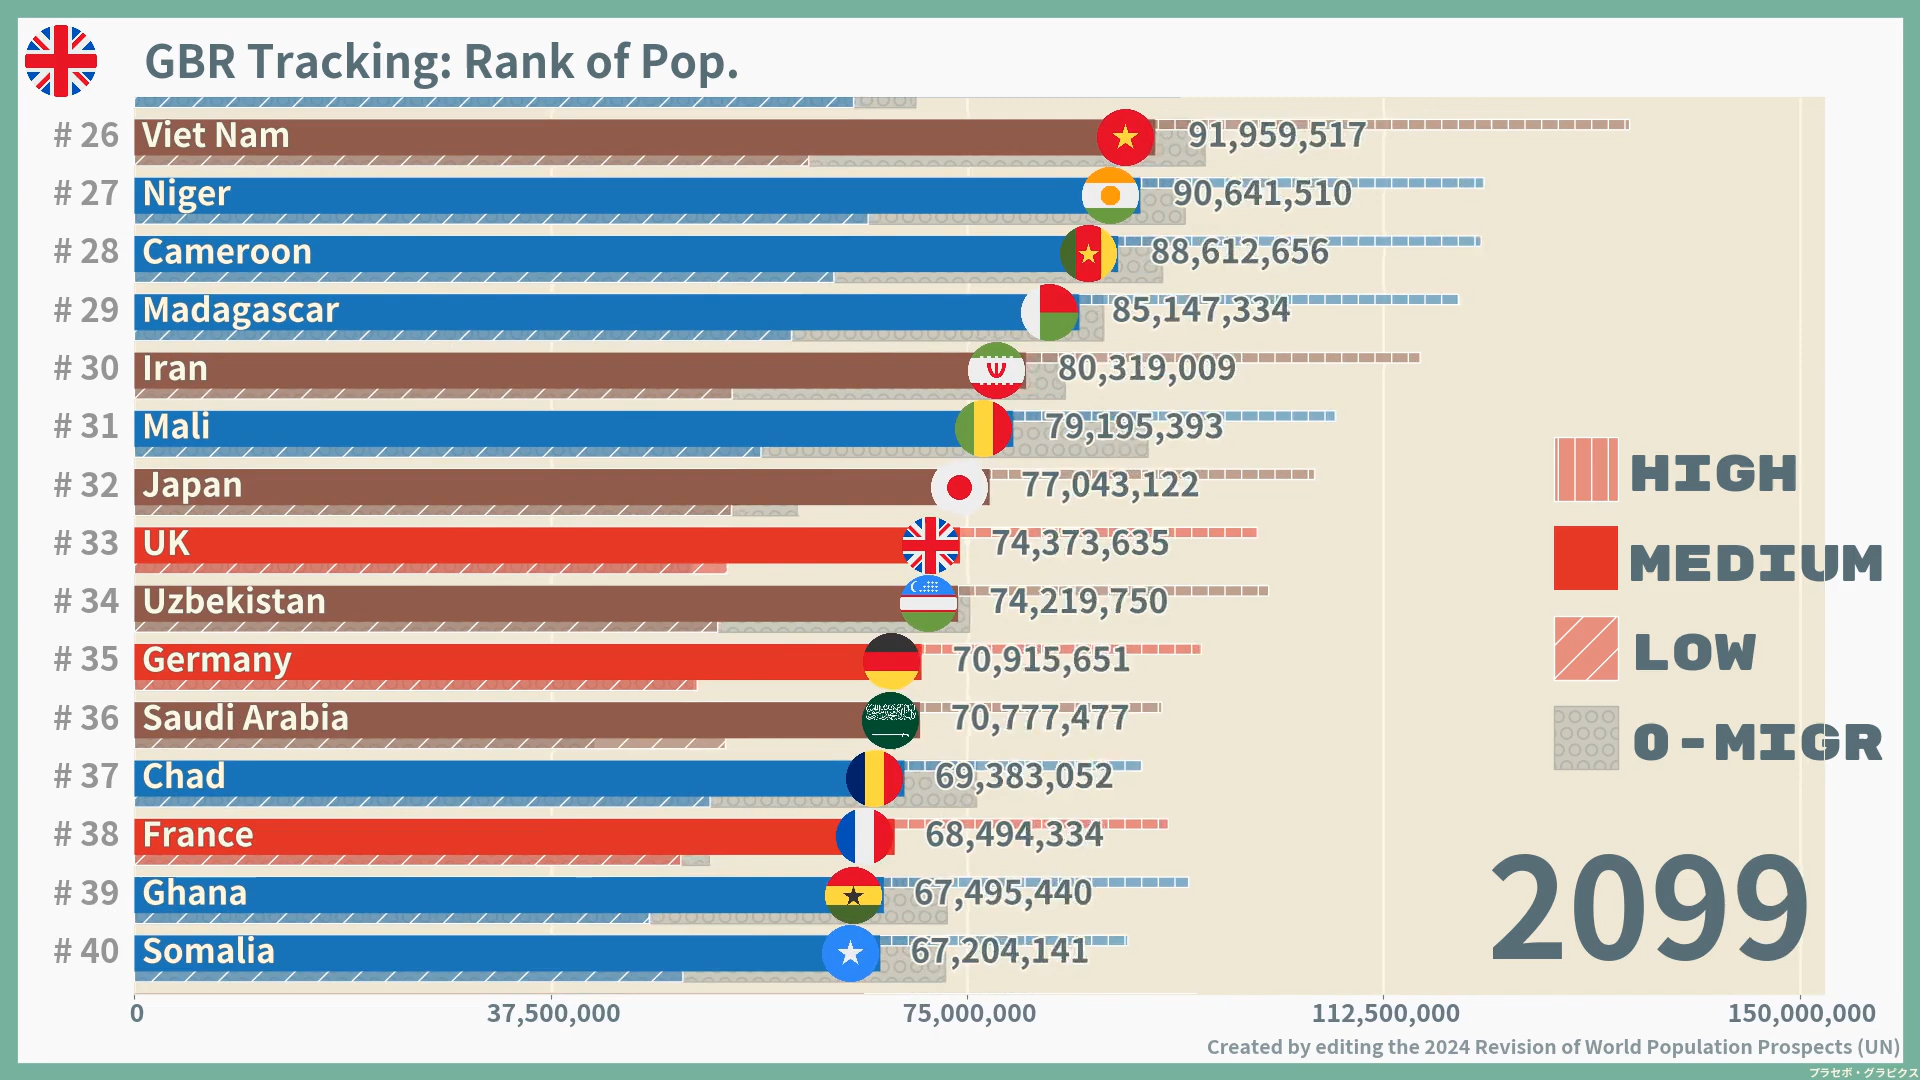 GBR Tracking: Rank of Pop.
# 26 Viet Nam 91,959,517
# 27 Niger 90,641,510
# 28 Cameroon 88,612,656
# 29 Madagascar 85,147,334
# 30 Iran 80,319,009
# 31 Mali 79,195,393
# 32 Japan 77,043,122
# 33 UK 74,373,635
# 34 Uzbekistan 74,219,750
# 35 Germany 70,915,651
# 36 Saudi Arabia 70,777,477
# 37 Chad 69,383,052
# 38 France 68,494,334
# 39 Ghana 67,495,440
# 40 Somalia 67,204,141
HIGH
MEDIUM
LOW
0-MIGR
2099
0 37,500,000 75,000,000 112,500,000 150,000,000
Created by editing the 2024 Revision of World Population Prospects (UN)
プラセボ・グラピクス